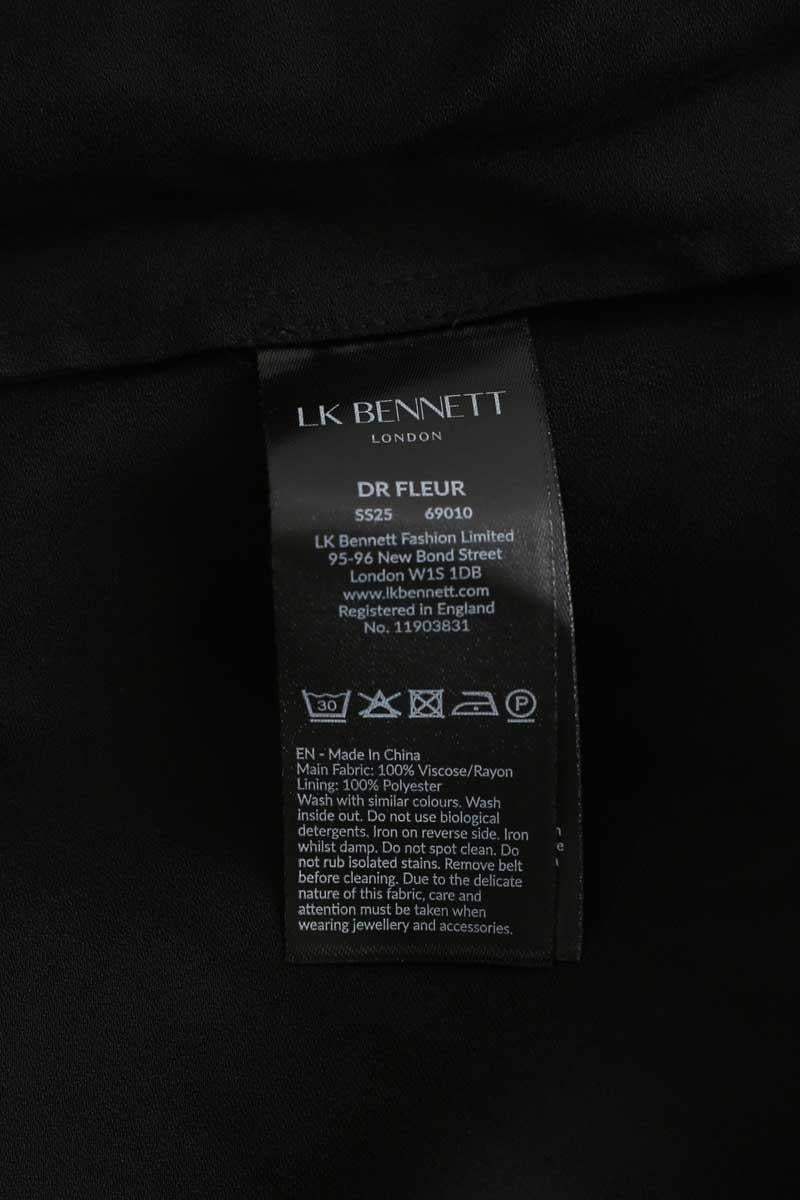 LK BENNETT
LONDON
DR FLEUR
SS25 69010
LK Bennett Fashion Limited
95-96 New Bond Street
London W1S 1DB
www.lkbennett.com
Registered in England
No. 11903831
30 P
EN - Made In China
Main Fabric: 100% Viscose/Rayon
Lining: 100% Polyester
Wash with similar colours. Wash
inside out. Do not use biological
detergents. Iron on reverse side. Iron
whilst damp. Do not spot clean. Do
not rub isolated stains. Remove belt
before cleaning. Due to the delicate
nature of this fabric, care and
attention must be taken when
wearing jewellery and accessories.